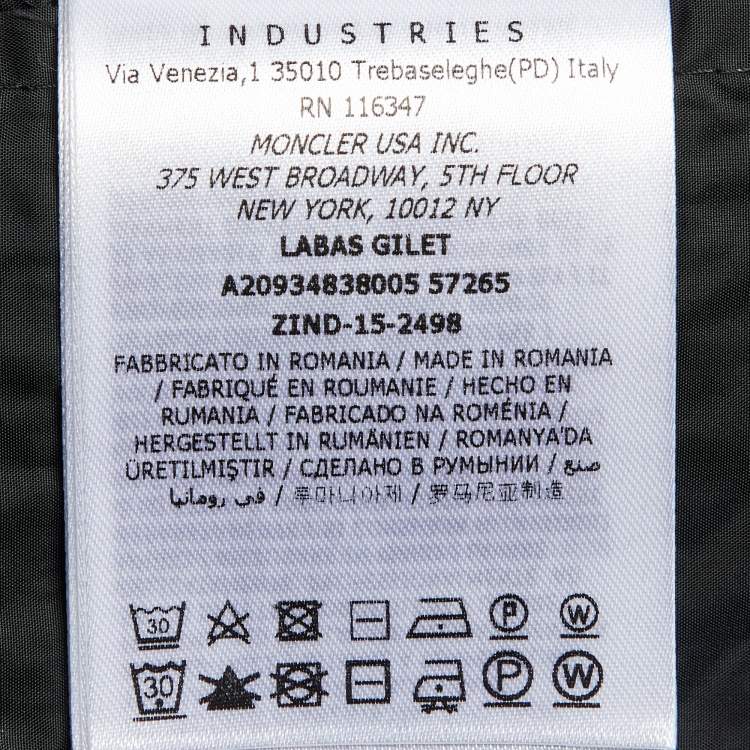 INDUSTRIES
Via Venezia,1 35010 Trebaseleghe(PD) Italy
RN 116347
MONCLER USA INC.
375 WEST BROADWAY, 5TH FLOOR
NEW YORK, 10012 NY
LABAS GILET
A20934838005 57265
ZIND-15-2498
FABBRICATO IN ROMANIA / MADE IN ROMANIA
/ FABRIQUÉ EN ROUMANIE / HECHO EN
RUMANIA / FABRICADO NA ROMÉNIA /
HERGESTELLT IN RUMÄNIEN / ROMANYA'DA
ÜRETILMIŞTIR / СДЕЛАНО В РУМЫНИИ / صنع
في رومانيا / 루마니아제 / 罗马尼亚制造
30 P W
30 P W